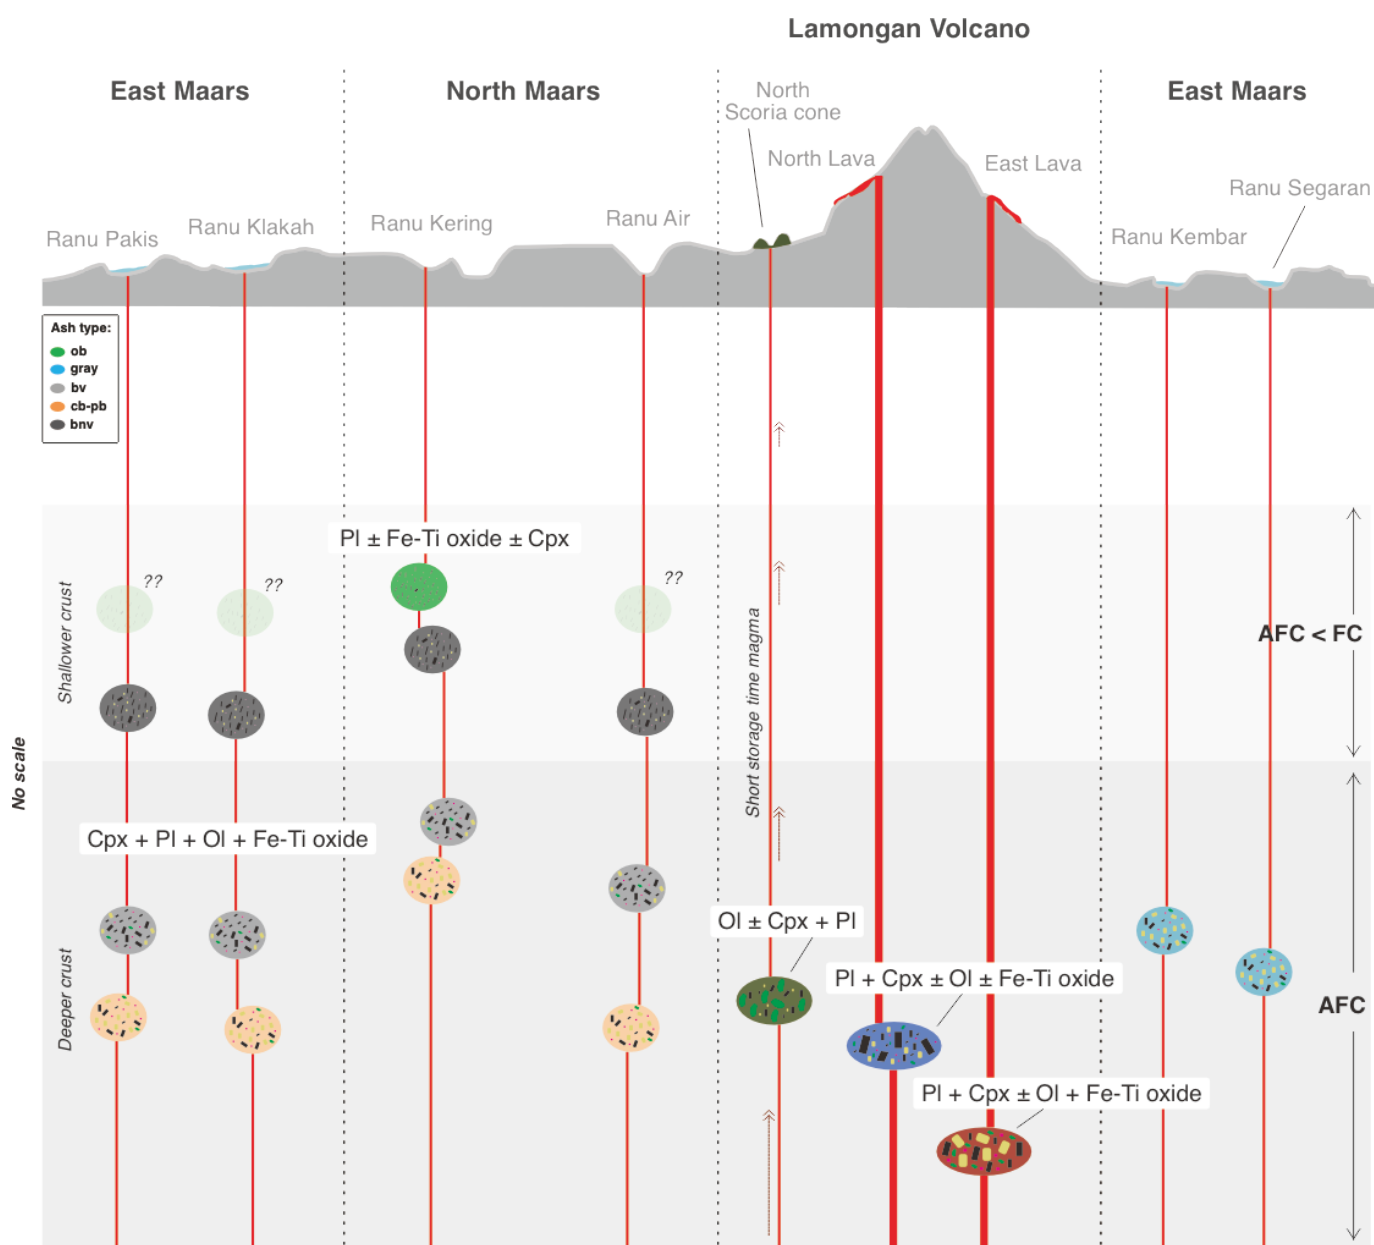 Lamongan Volcano
East Maars
North Maars
East Maars
North
Scoria cone
North Lava
East Lava
Ranu Segaran
Ranu Pakis
Ranu Klakah
Ranu Kering
Ranu Air
Ranu Kembar
Ash type:
ob
gray
bv
cb-pb
bnv
Pl ± Fe-Ti oxide ± Cpx
??
??
??
Shallower crust
Short storage time magma
AFC < FC
No scale
Cpx + Pl + Ol + Fe-Ti oxide
Ol ± Cpx + Pl
Pl + Cpx ± Ol ± Fe-Ti oxide
Deeper crust
AFC
Pl + Cpx ± Ol + Fe-Ti oxide